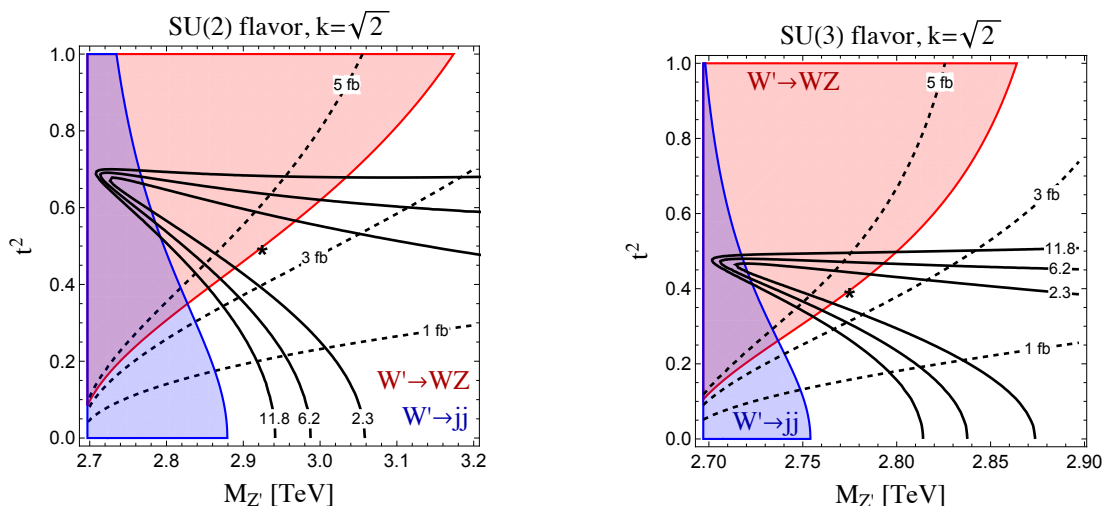 SU(2) flavor, k=√2
1.0
0.8
0.6
0.4
0.2
0.0
t²
5 fb
3 fb
1 fb
11.8
6.2
2.3
W'→WZ
W'→jj
2.7
2.8
2.9
3.0
3.1
3.2
M_Z' [TeV]
SU(3) flavor, k=√2
1.0
0.8
0.6
0.4
0.2
0.0
t²
W'→WZ
5 fb
3 fb
11.8
6.2
2.3
*
1 fb
W'→jj
2.70
2.75
2.80
2.85
2.90
M_Z' [TeV]